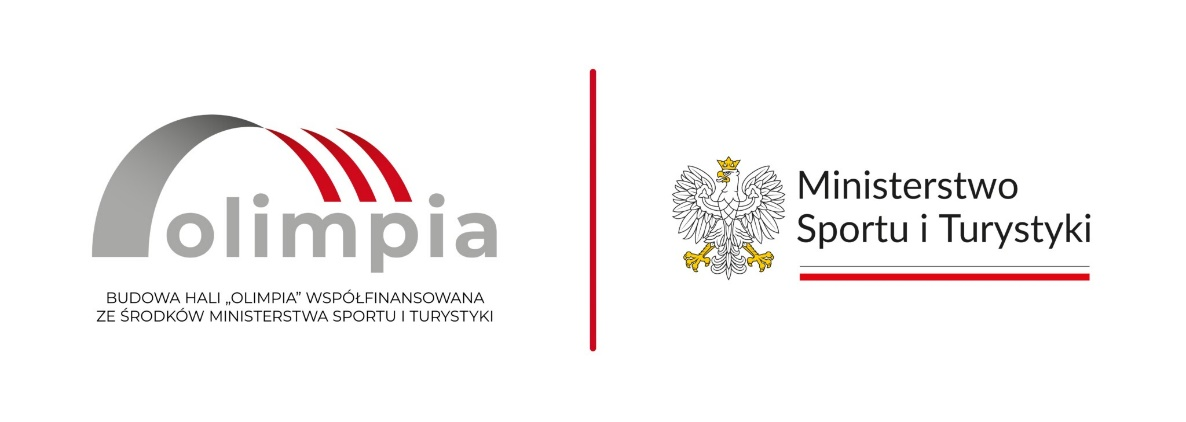 olimpia
BUDOWA HALI „OLIMPIA” WSPÓŁFINANSOWANA
ZE ŚRODKÓW MINISTERSTWA SPORTU I TURYSTYKI
Ministerstwo
Sportu i Turystyki